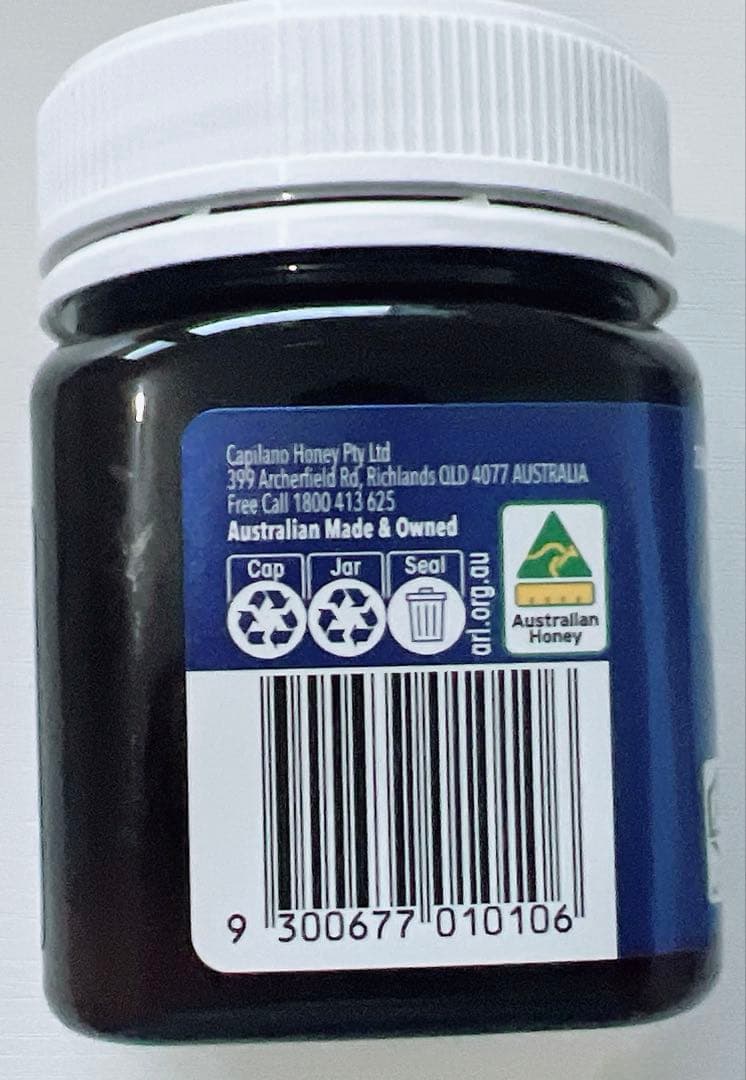 Capilano Honey Pty Ltd
399 Archerfield Rd, Richlands QLD 4077 AUSTRALIA
Free Call 1800 413 625
Australian Made & Owned
Cap Jar Seal
arl.org.au
Australian
Honey
9 300677 010106